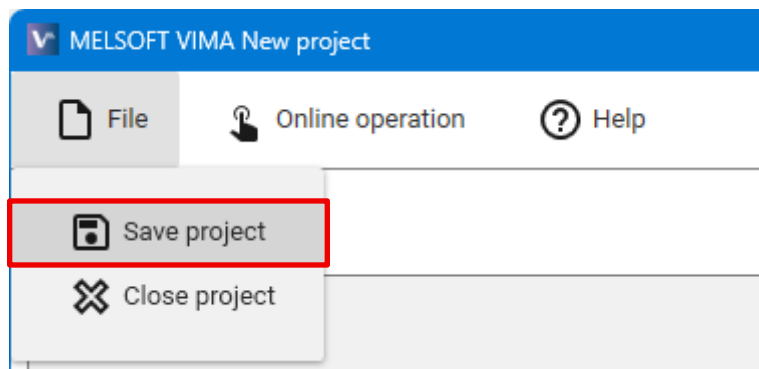 MELSOFT VIMA New project
File Online operation Help
Save project
Close project